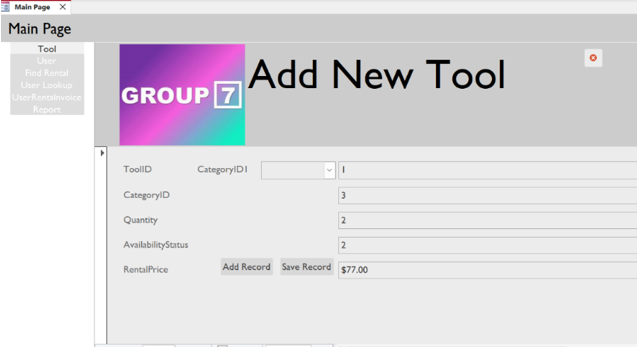 Main Page
Main Page
Tool
User
Find Rental
User Lookup
UserRentalnvoice
Report
GROUP 7
Add New Tool
ToolID CategoryID1 1
CategoryID 3
Quantity 2
AvailabilityStatus 2
RentalPrice Add Record Save Record $77.00